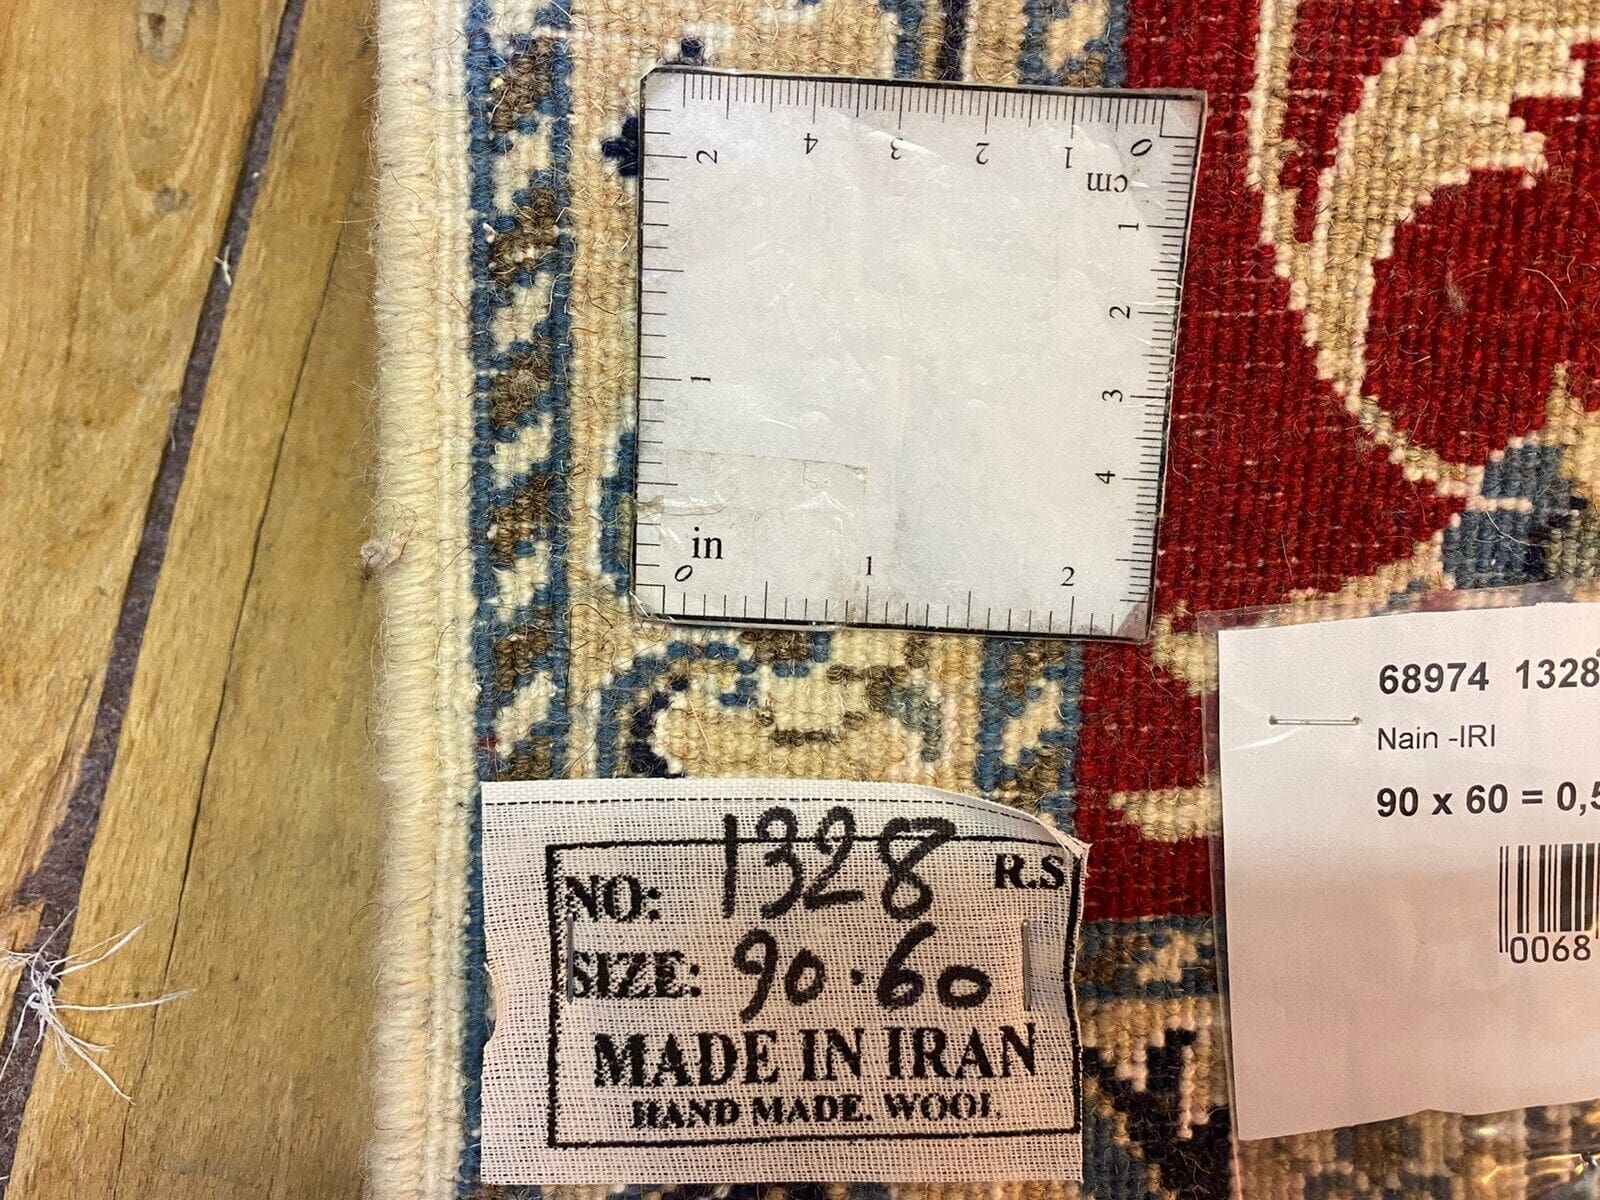 0 1 2 3 4
cm
1
2
3
4
2
1
in
0 1 2
68974 1328
Nain -IRI
90 x 60 = 0,5
0068
NO: 1328 R.S
SIZE: 90.60
MADE IN IRAN
HAND MADE. WOOL